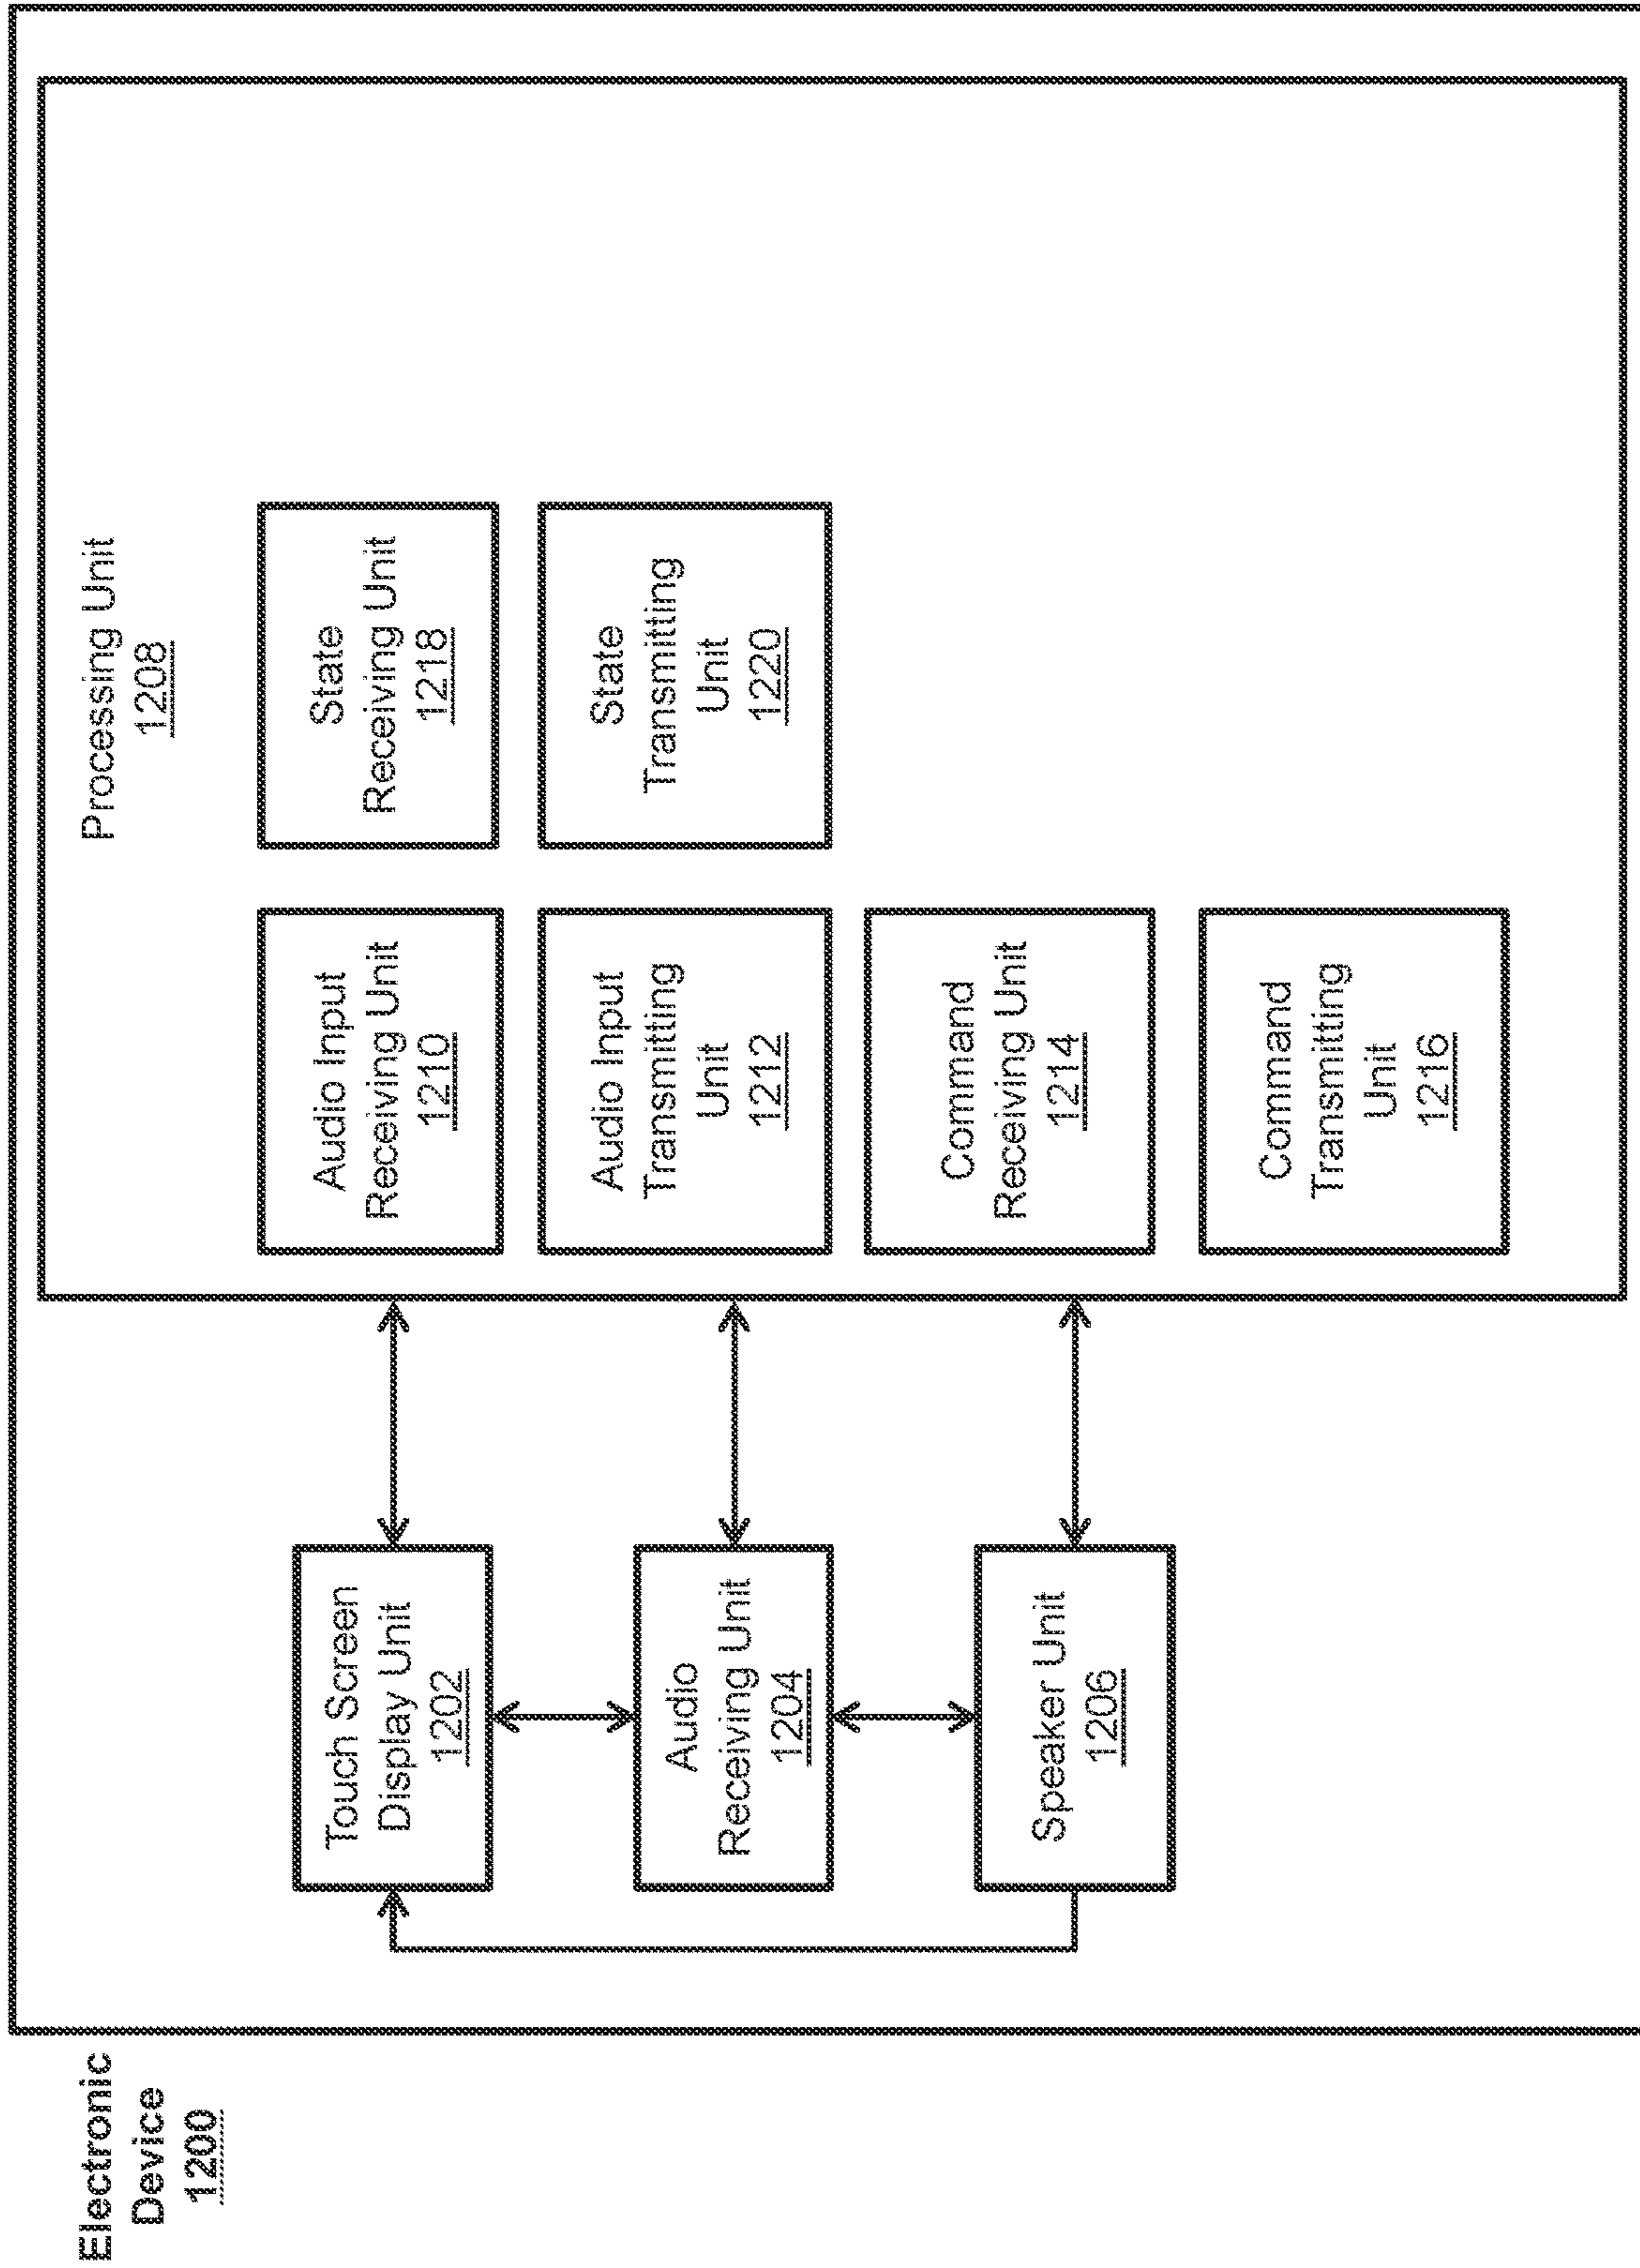 Electronic
Device
1200
Touch Screen
Display Unit
1202
Audio
Receiving Unit
1204
Speaker Unit
1206
Processing Unit
1208
Audio Input
Receiving Unit
1210
Audio Input
Transmitting
Unit
1212
Command
Receiving Unit
1214
Command
Transmitting
Unit
1216
State
Receiving Unit
1218
State
Transmitting
Unit
1220